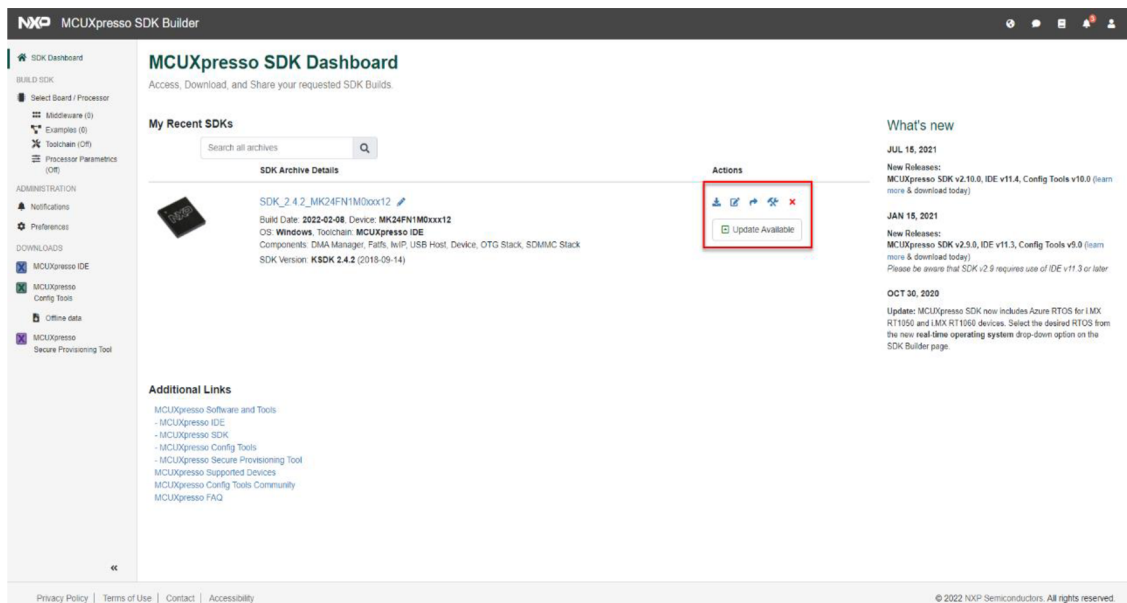 NXP MCUXpresso SDK Builder
SDK Dashboard
BUILD SDK
Select Board / Processor
Middleware (0)
Examples (0)
Toolchain (Off)
Processor Parametrics
(Off)
ADMINISTRATION
Notifications
Preferences
DOWNLOADS
MCUXpresso IDE
MCUXpresso
Config Tools
Offline data
MCUXpresso
Secure Provisioning Tool
MCUXpresso SDK Dashboard
Access, Download, and Share your requested SDK Builds.
My Recent SDKs
Search all archives
SDK Archive Details
Actions
SDK_2.4.2_MK24FN1M0xxx12
Build Date: 2022-02-08, Device: MK24FN1M0xxx12
OS: Windows, Toolchain: MCUXpresso IDE
Components: DMA Manager, Fatfs, lwIP, USB Host, Device, OTG Stack, SDMMC Stack
SDK Version: KSDK 2.4.2 (2018-09-14)
Update Available
What's new
JUL 15, 2021
New Releases:
MCUXpresso SDK v2.10.0, IDE v11.4, Config Tools v10.0 (learn
more & download today)
JAN 15, 2021
New Releases:
MCUXpresso SDK v2.9.0, IDE v11.3, Config Tools v9.0 (learn
more & download today)
Please be aware that SDK v2.9 requires use of IDE v11.3 or later
OCT 30, 2020
Update: MCUXpresso SDK now includes Azure RTOS for i.MX
RT1050 and i.MX RT1060 devices. Select the desired RTOS from
the new real-time operating system drop-down option on the
SDK Builder page.
Additional Links
MCUXpresso Software and Tools
- MCUXpresso IDE
- MCUXpresso SDK
- MCUXpresso Config Tools
- MCUXpresso Secure Provisioning Tool
MCUXpresso Supported Devices
MCUXpresso Config Tools Community
MCUXpresso FAQ
«
Privacy Policy | Terms of Use | Contact | Accessibility
© 2022 NXP Semiconductors. All rights reserved.